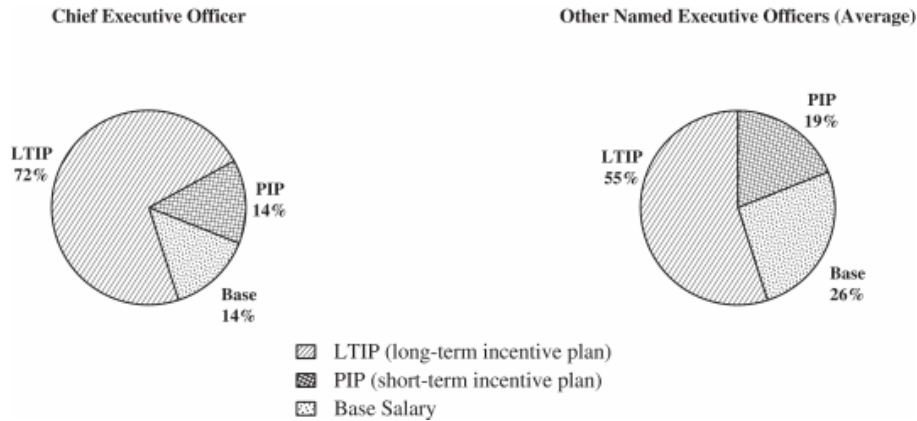 Chief Executive Officer
LTIP
72%
PIP
14%
Base
14%
Other Named Executive Officers (Average)
PIP
19%
LTIP
55%
Base
26%
LTIP (long-term incentive plan)
PIP (short-term incentive plan)
Base Salary